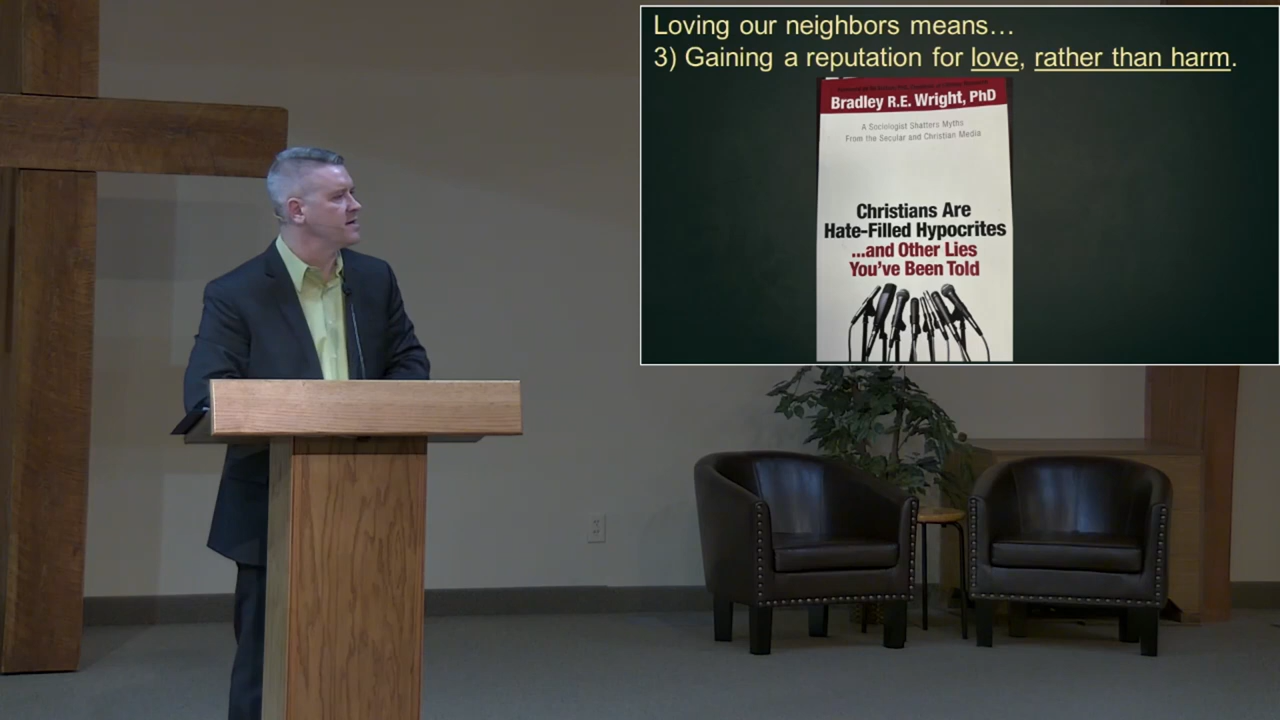 Loving our neighbors means…
3) Gaining a reputation for love, rather than harm.
Bradley R.E. Wright, PhD
A Sociologist Shatters Myths
From the Secular and Christian Media
Christians Are
Hate-Filled Hypocrites
...and Other Lies
You've Been Told